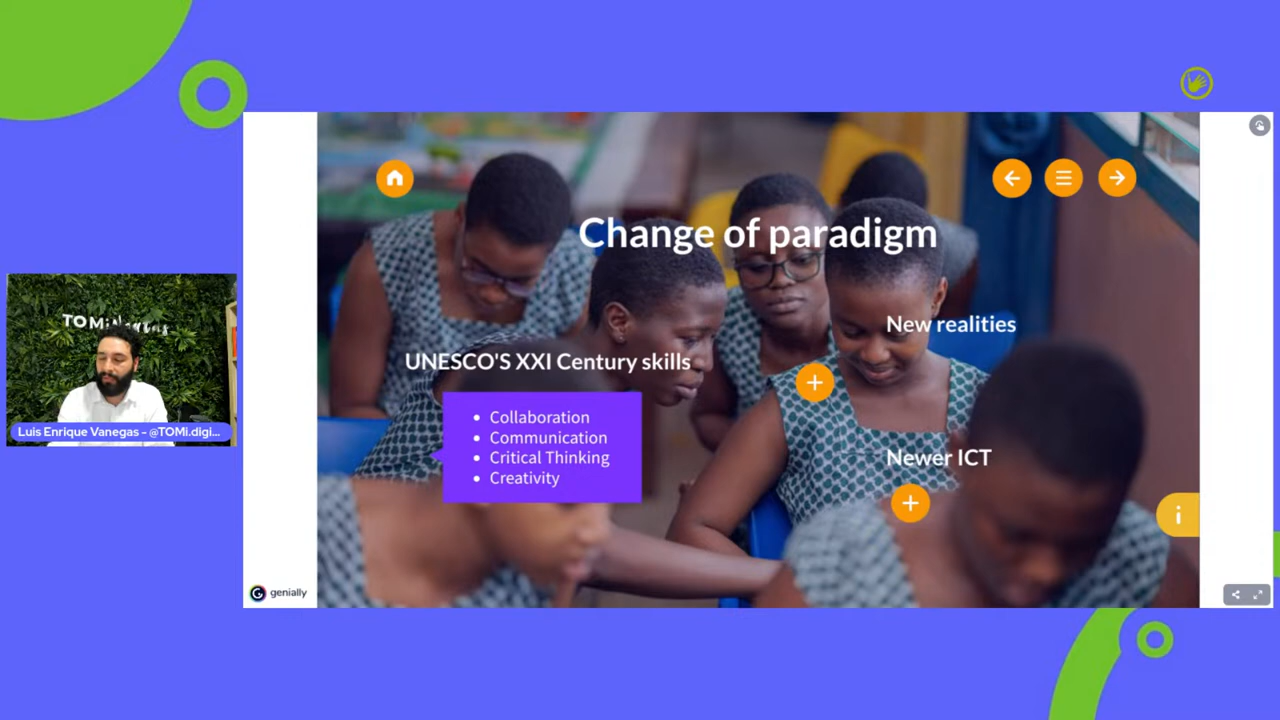 Change of paradigm
New realities
UNESCO'S XXI Century skills
Collaboration
Communication
Critical Thinking
Creativity
Newer ICT
Luis Enrique Vanegas - @TOMi.digi...
genially